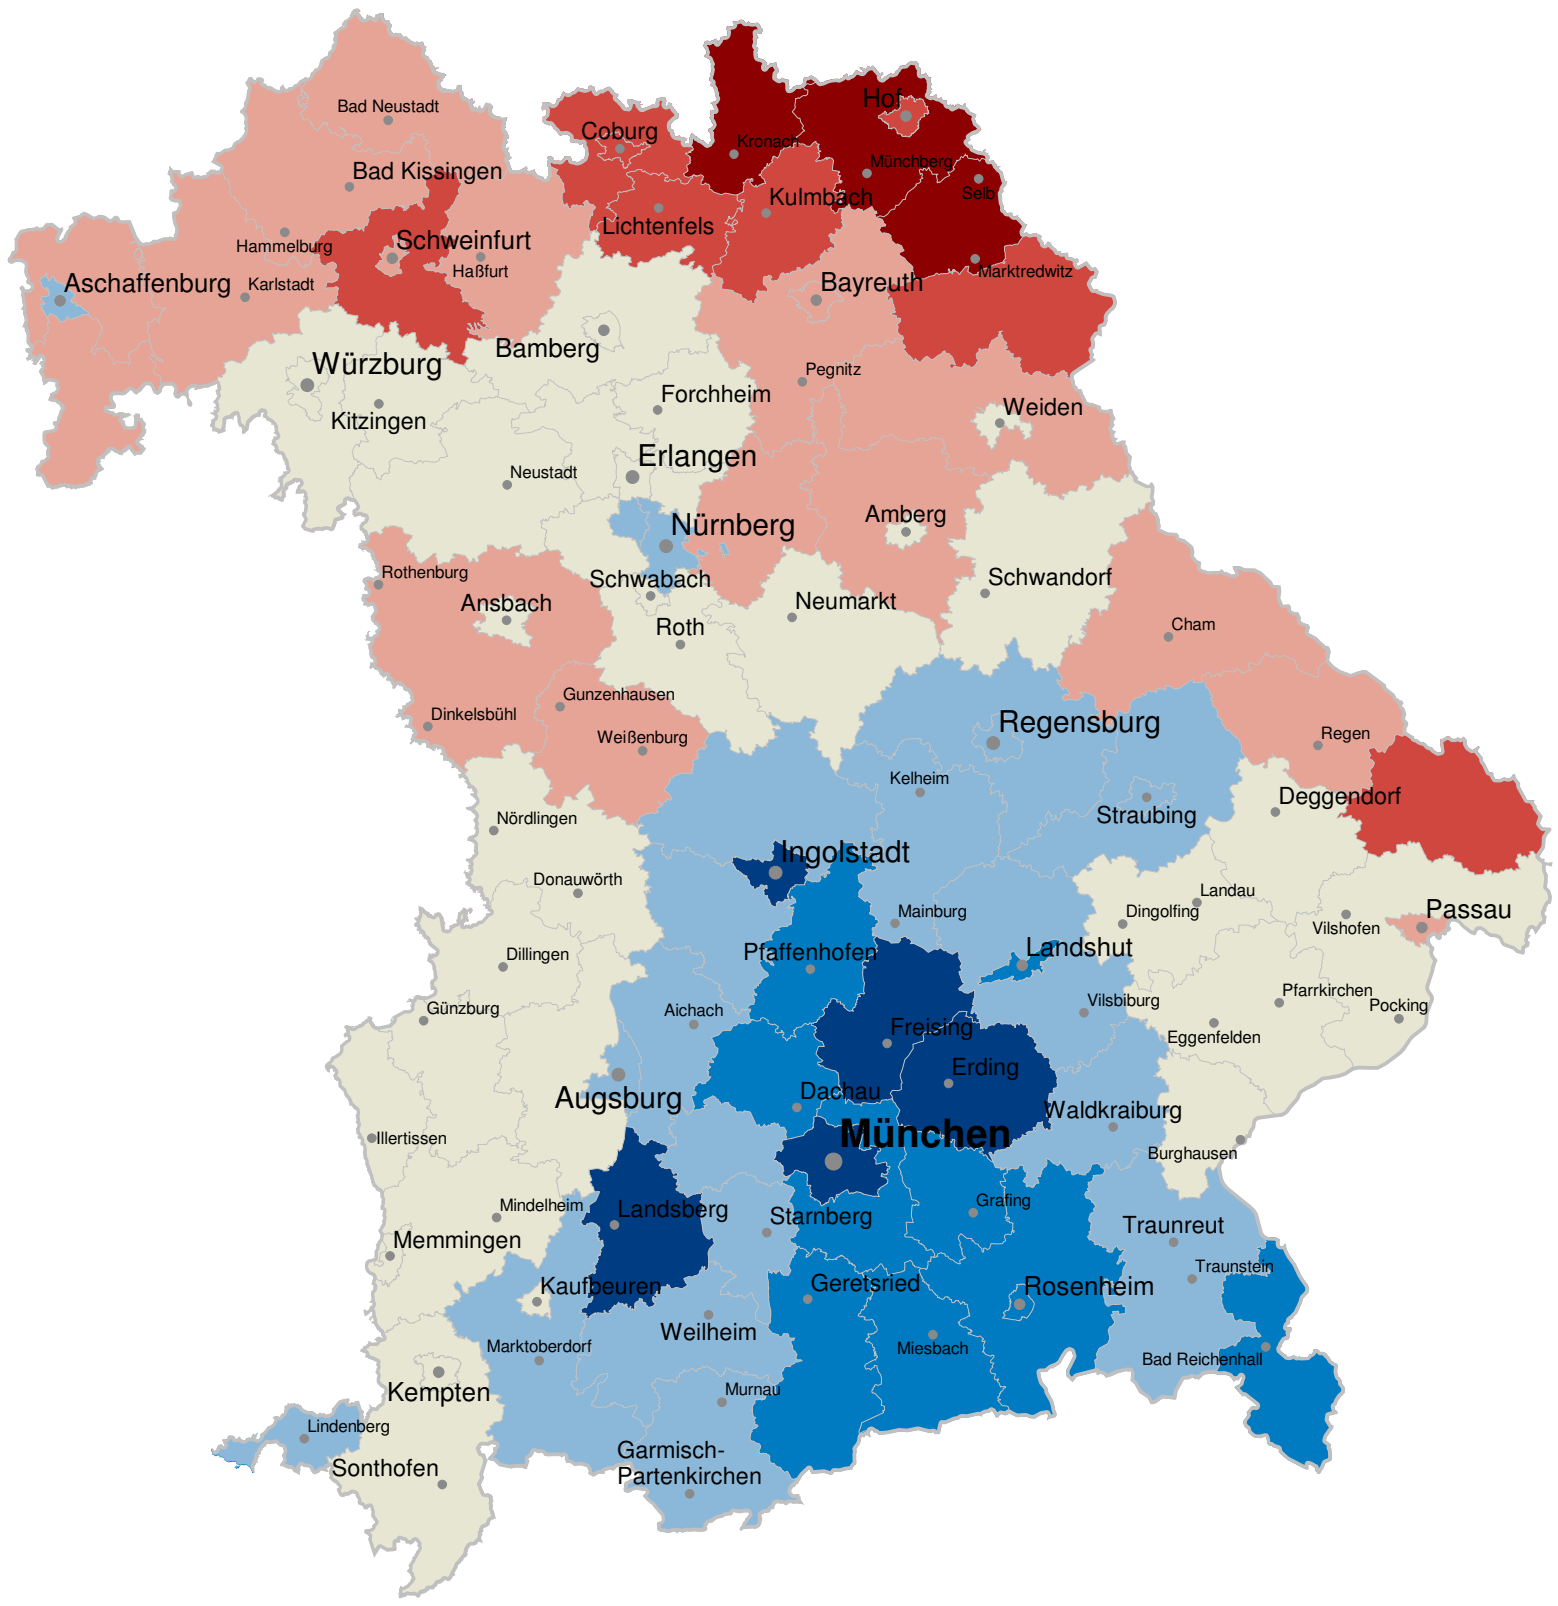 Bad Neustadt
Hof
Coburg
Kronach
Münchberg
Bad Kissingen
Selb
Kulmbach
Lichtenfels
Hammelburg
Schweinfurt
Haßfurt
Marktredwitz
Aschaffenburg
Karlstadt
Bayreuth
Bamberg
Würzburg
Pegnitz
Forchheim
Kitzingen
Weiden
Erlangen
Neustadt
Amberg
Nürnberg
Rothenburg
Schwabach
Schwandorf
Ansbach
Neumarkt
Roth
Cham
Gunzenhausen
Dinkelsbühl
Regensburg
Weißenburg
Regen
Kelheim
Deggendorf
Nördlingen
Straubing
Ingolstadt
Donauwörth
Landau
Mainburg
Dingolfing
Passau
Vilshofen
Dillingen
Pfaffenhofen
Landshut
Pfarrkirchen
Günzburg
Aichach
Vilsbiburg
Pocking
Freising
Eggenfelden
Erding
Augsburg
Dachau
Waldkraiburg
Illertissen
München
Burghausen
Mindelheim
Landsberg
Starnberg
Grafing
Memmingen
Traunreut
Kaufbeuren
Geretsried
Rosenheim
Traunstein
Weilheim
Marktoberdorf
Miesbach
Bad Reichenhall
Kempten
Murnau
Lindenberg
Garmisch-
Partenkirchen
Sonthofen